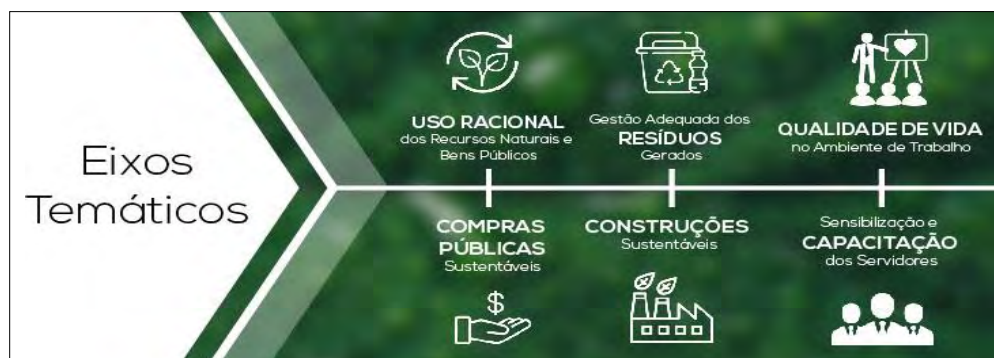 Eixos
Temáticos
USO RACIONAL
dos Recursos Naturais e
Bens Públicos
Gestão Adequada dos
RESÍDUOS
Gerados
QUALIDADE DE VIDA
no Ambiente de Trabalho
COMPRAS
PÚBLICAS
Sustentáveis
CONSTRUÇÕES
Sustentáveis
Sensibilização e
CAPACITAÇÃO
dos Servidores
$